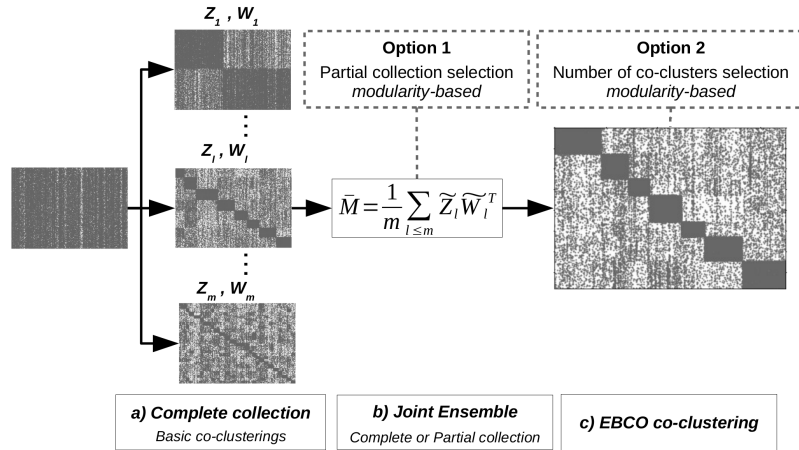 Z₁ , W₁
Option 1
Partial collection selection
modularity-based
Option 2
Number of co-clusters selection
modularity-based
Zₗ , Wₗ
M̄ = 1/m ∑ l ≤ m Z̃ₗ W̃ₗᵀ
Zₘ , Wₘ
a) Complete collection
Basic co-clusterings
b) Joint Ensemble
Complete or Partial collection
c) EBCO co-clustering